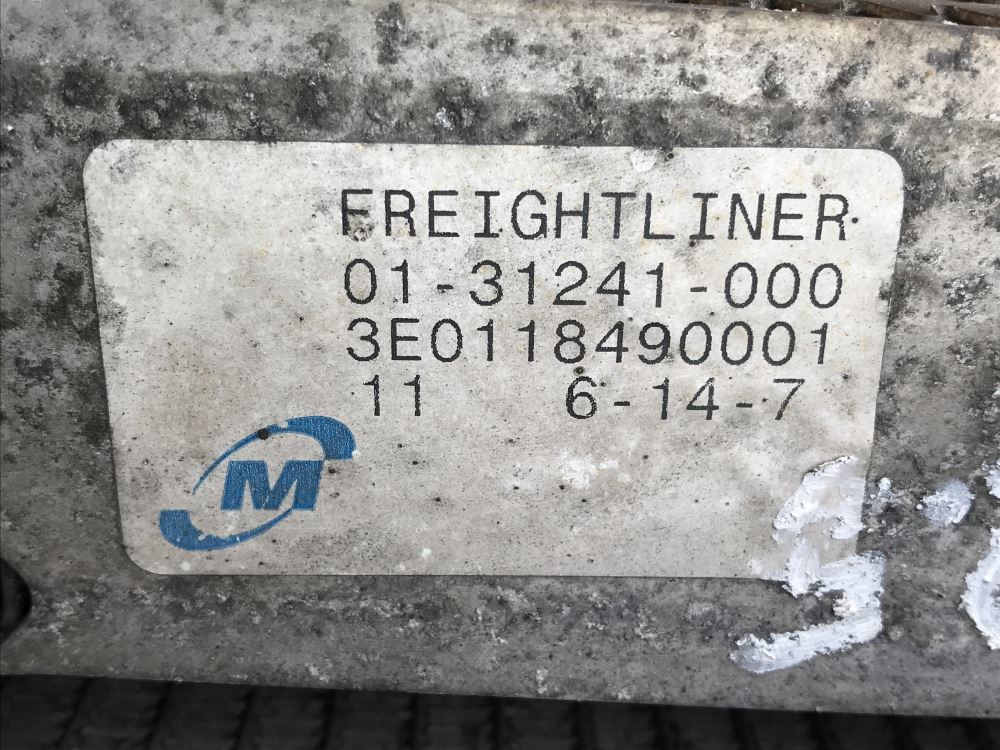 FREIGHTLINER
01-31241-000
3E0118490001
11 6-14-7
M